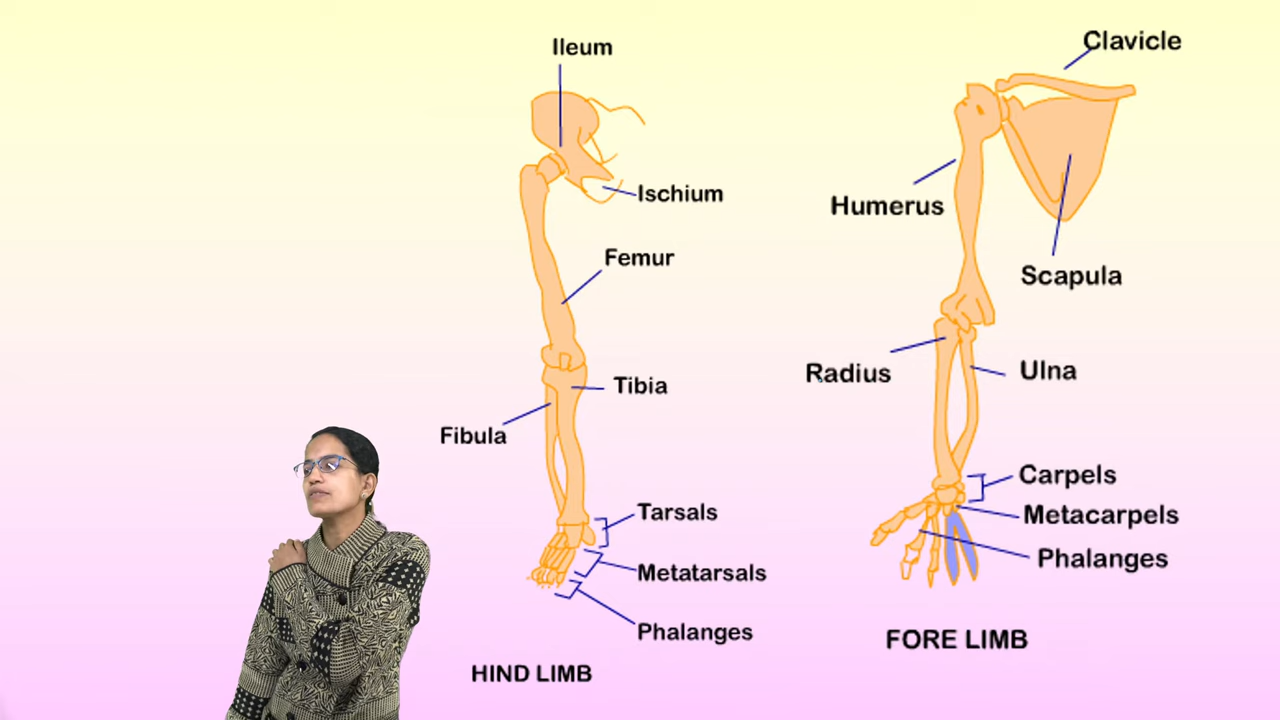 Ileum
Ischium
Femur
Tibia
Fibula
Tarsals
Metatarsals
Phalanges
HIND LIMB
Clavicle
Humerus
Scapula
Radius
Ulna
Carpels
Metacarpels
Phalanges
FORE LIMB